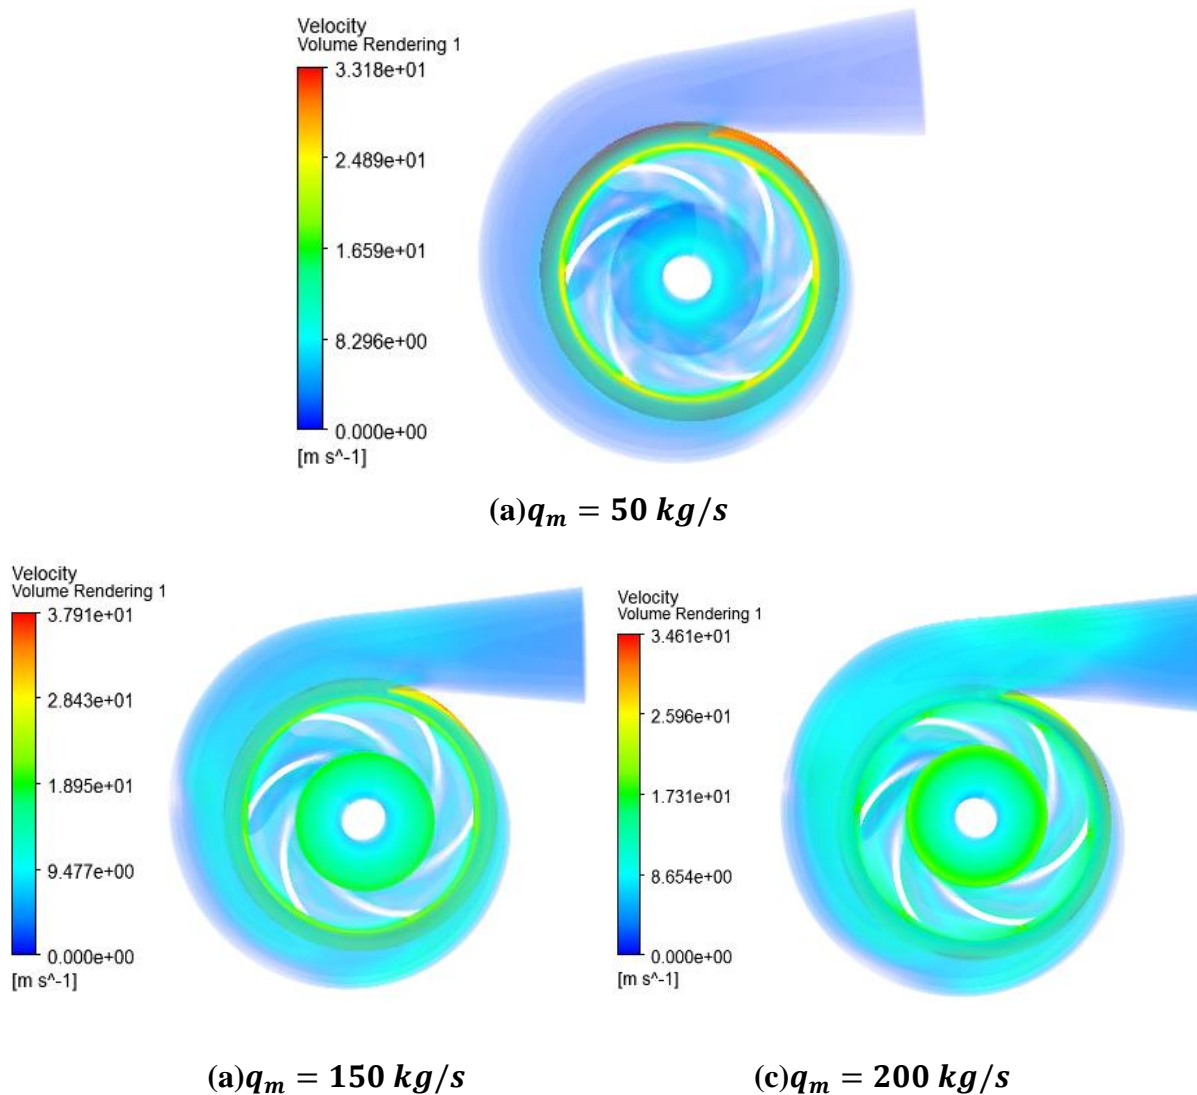 Velocity
Volume Rendering 1
3.318e+01
2.489e+01
1.659e+01
8.296e+00
0.000e+00
[m s^-1]
(a)q_m = 50 kg/s
Velocity
Volume Rendering 1
3.791e+01
2.843e+01
1.895e+01
9.477e+00
0.000e+00
[m s^-1]
(a)q_m = 150 kg/s
Velocity
Volume Rendering 1
3.461e+01
2.596e+01
1.731e+01
8.654e+00
0.000e+00
[m s^-1]
(c)q_m = 200 kg/s